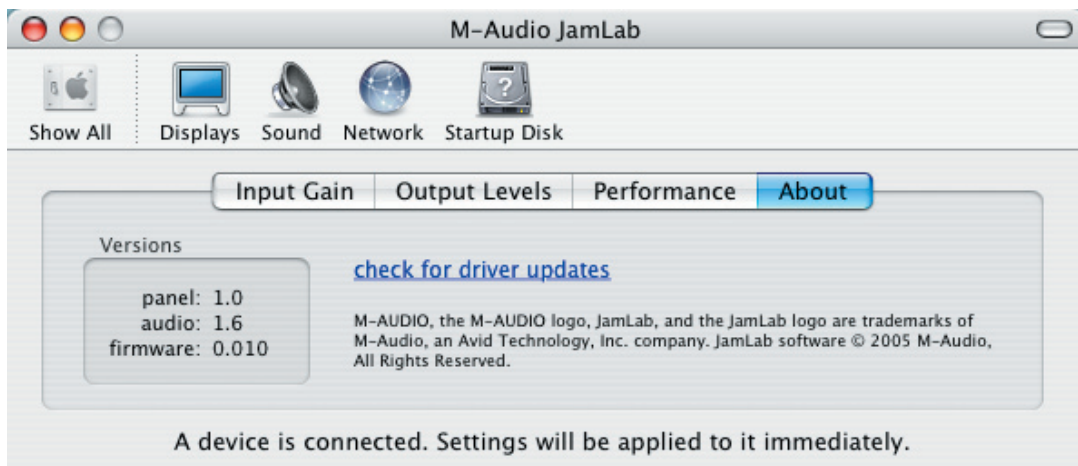 M-Audio JamLab
Show All
Displays
Sound
Network
Startup Disk
Input Gain
Output Levels
Performance
About
Versions
panel: 1.0
audio: 1.6
firmware: 0.010
check for driver updates
M-AUDIO, the M-AUDIO logo, JamLab, and the JamLab logo are trademarks of
M-Audio, an Avid Technology, Inc. company. JamLab software © 2005 M-Audio,
All Rights Reserved.
A device is connected. Settings will be applied to it immediately.